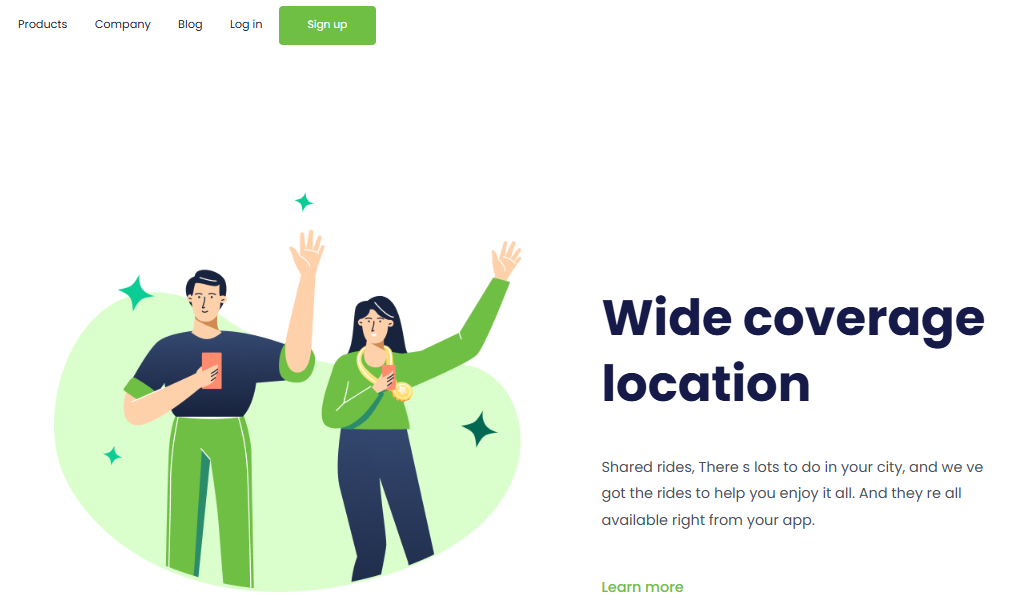 Products Company Blog Log in Sign up
Wide coverage
location
Shared rides, There s lots to do in your city, and we ve
got the rides to help you enjoy it all. And they re all
available right from your app.
Learn more